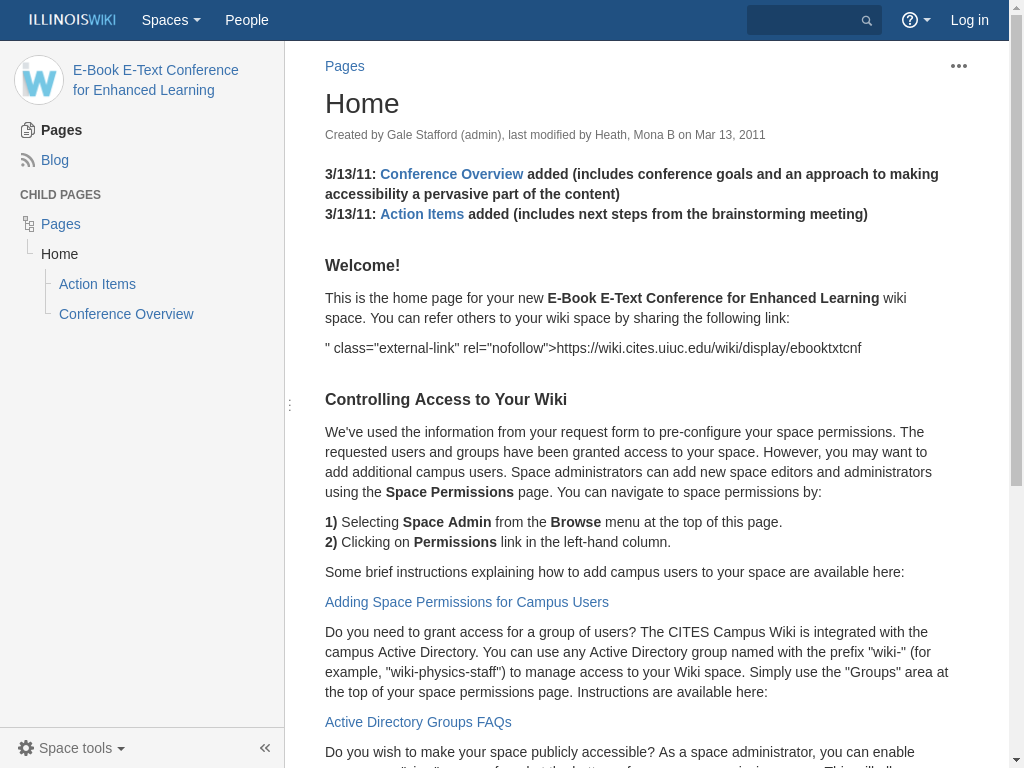 ILLINOISWIKI Spaces People Log in
E-Book E-Text Conference
for Enhanced Learning
Pages
Blog
CHILD PAGES
Pages
Home
Action Items
Conference Overview
Space tools
Pages
Home
Created by Gale Stafford (admin), last modified by Heath, Mona B on Mar 13, 2011
3/13/11: Conference Overview added (includes conference goals and an approach to making
accessibility a pervasive part of the content)
3/13/11: Action Items added (includes next steps from the brainstorming meeting)
Welcome!
This is the home page for your new E-Book E-Text Conference for Enhanced Learning wiki
space. You can refer others to your wiki space by sharing the following link:
" class="external-link" rel="nofollow">https://wiki.cites.uiuc.edu/wiki/display/ebooktxtcnf
Controlling Access to Your Wiki
We've used the information from your request form to pre-configure your space permissions. The
requested users and groups have been granted access to your space. However, you may want to
add additional campus users. Space administrators can add new space editors and administrators
using the Space Permissions page. You can navigate to space permissions by:
1) Selecting Space Admin from the Browse menu at the top of this page.
2) Clicking on Permissions link in the left-hand column.
Some brief instructions explaining how to add campus users to your space are available here:
Adding Space Permissions for Campus Users
Do you need to grant access for a group of users? The CITES Campus Wiki is integrated with the
campus Active Directory. You can use any Active Directory group named with the prefix "wiki-" (for
example, "wiki-physics-staff") to manage access to your Wiki space. Simply use the "Groups" area at
the top of your space permissions page. Instructions are available here:
Active Directory Groups FAQs
Do you wish to make your space publicly accessible? As a space administrator, you can enable